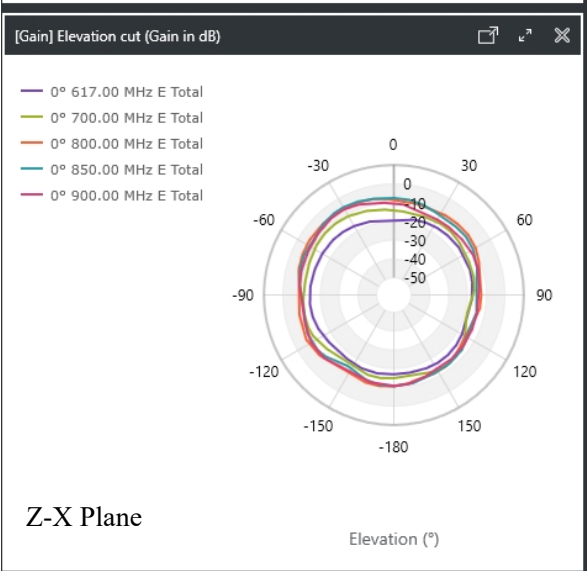 [Gain] Elevation cut (Gain in dB)
0° 617.00 MHz E Total
0° 700.00 MHz E Total
0° 800.00 MHz E Total
0° 850.00 MHz E Total
0° 900.00 MHz E Total
0
-30
30
0
-10
-60
-20
60
-30
-40
-50
-90
90
-120
120
-150
150
-180
Z-X Plane
Elevation (°)